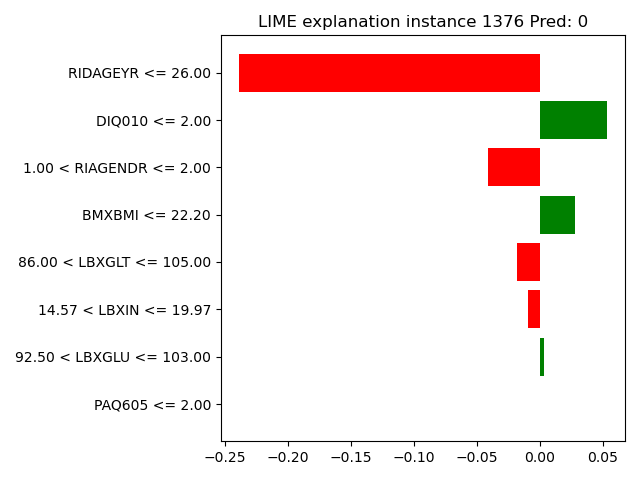 LIME explanation instance 1376 Pred: 0
RIDAGEYR <= 26.00
DIQ010 <= 2.00
1.00 < RIAGENDR <= 2.00
BMXBMI <= 22.20
86.00 < LBXGLT <= 105.00
14.57 < LBXIN <= 19.97
92.50 < LBXGLU <= 103.00
PAQ605 <= 2.00
−0.25 −0.20 −0.15 −0.10 −0.05 0.00 0.05